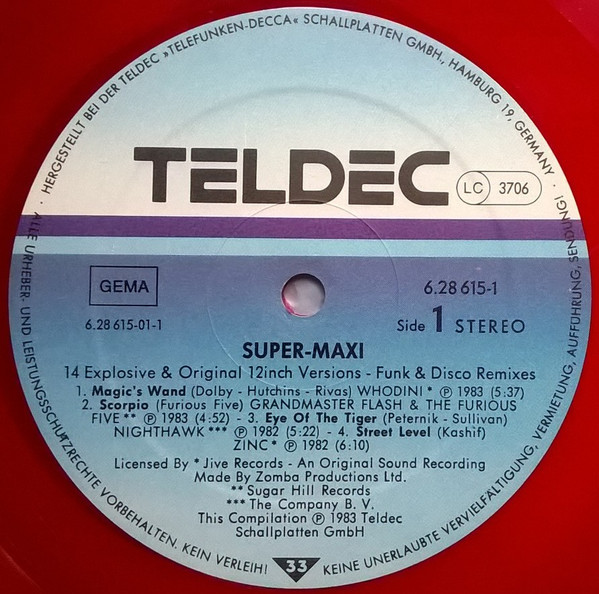 · HERGESTELLT BEI DER TELDEC »TELEFUNKEN-DECCA« SCHALLPLATTEN GMBH, HAMBURG 19, GERMANY ·
TELDEC
LC 3706
GEMA
6.28 615-1
6.28 615-01-1
Side 1 STEREO
SUPER-MAXI
14 Explosive & Original 12inch Versions - Funk & Disco Remixes
1. Magic's Wand (Dolby - Hutchins - Rivas) WHODINI * Ⓟ 1983 (5:37)
2. Scorpio (Furious Five) GRANDMASTER FLASH & THE FURIOUS
FIVE ** Ⓟ 1983 (4:52) - 3. Eye Of The Tiger (Peternik - Sullivan)
NIGHTHAWK *** Ⓟ 1982 (5:22) - 4. Street Level (Kashif)
ZINC * Ⓟ 1982 (6:10)
Licensed By * Jive Records - An Original Sound Recording
Made By Zomba Productions Ltd.
** Sugar Hill Records
*** The Company B. V.
This Compilation Ⓟ 1983 Teldec
Schallplatten GmbH
33
ALLE URHEBER- UND LEISTUNGSSCHUTZRECHTE VORBEHALTEN. KEIN VERLEIH! KEINE UNERLAUBTE VERVIELFÄLTIGUNG, VERMIETUNG, AUFFÜHRUNG, SENDUNG!